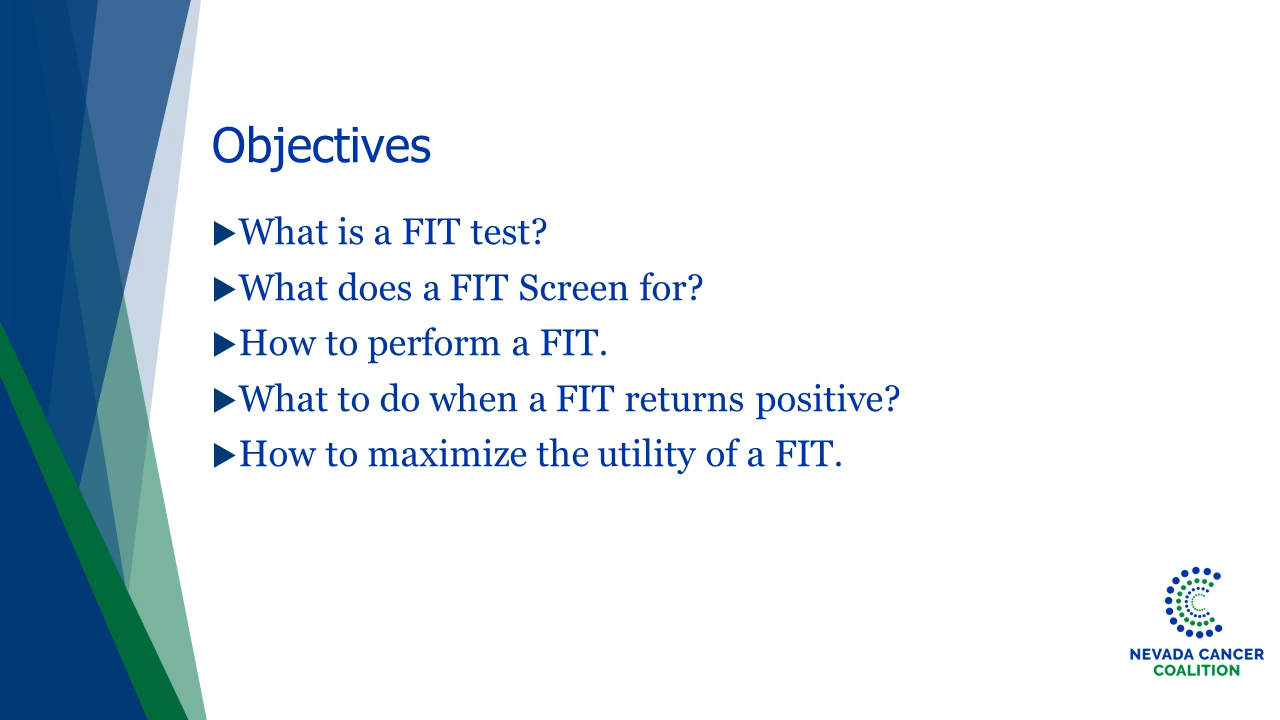 Objectives
▶What is a FIT test?
▶What does a FIT Screen for?
▶How to perform a FIT.
▶What to do when a FIT returns positive?
▶How to maximize the utility of a FIT.
NEVADA CANCER
COALITION